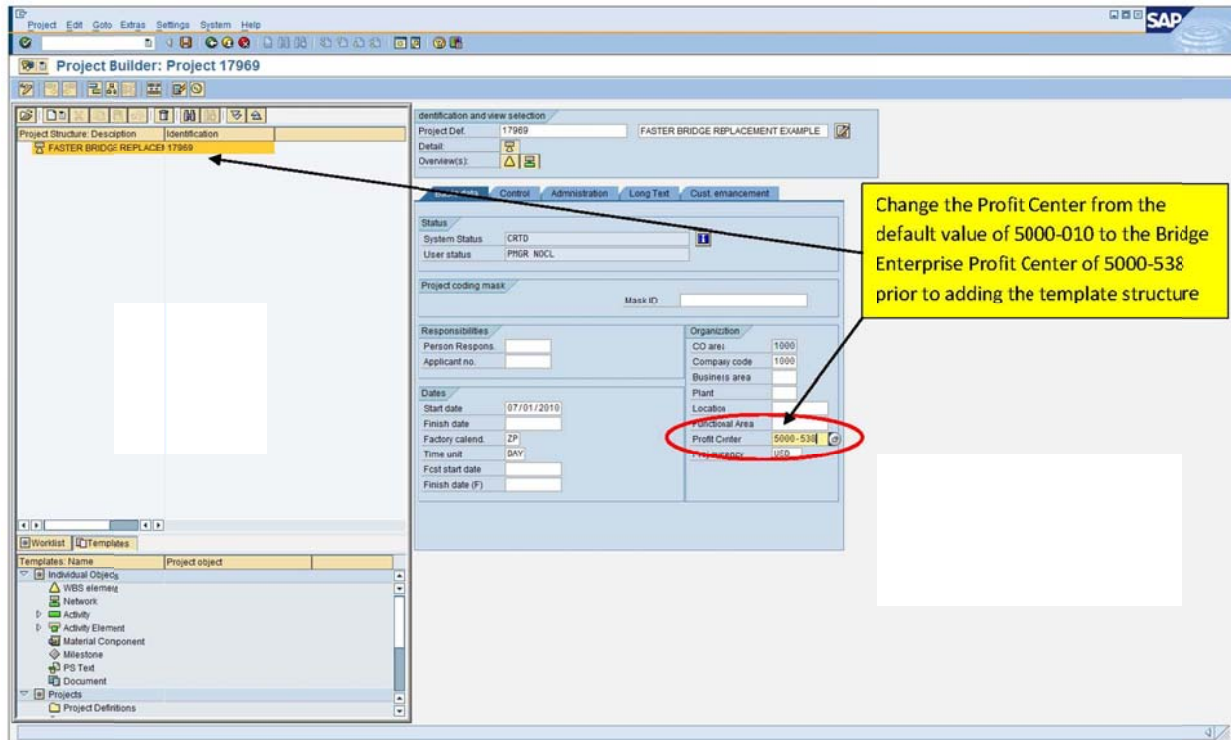 Project Edit Goto Extras Settings System Help
SAP
Project Builder: Project 17969
Project Structure: Description Identification
FASTER BRIDGE REPLACEI 17969
Identification and view selection
Project Def. 17969 FASTER BRIDGE REPLACEMENT EXAMPLE
Detail:
Overview(s):
Basic data Control Administration Long Text Cust. enhancement
Status
System Status CRTD
User status PMGR NOCL
Project coding mask
Mask ID
Responsibilities
Person Respons.
Applicant no.
Dates
Start date 07/01/2010
Finish date
Factory calend. ZP
Time unit DAY
Fcst start date
Finish date (F)
Organization
CO area 1000
Company code 1000
Business area
Plant
Location
Functional Area
Profit Center 5000-538
Proj.currency USD
Change the Profit Center from the
default value of 5000-010 to the Bridge
Enterprise Profit Center of 5000-538
prior to adding the template structure
Worklist Templates
Templates: Name Project object
Individual Objects
WBS element
Network
Activity
Activity Element
Material Component
Milestone
PS Text
Document
Projects
Project Definitions